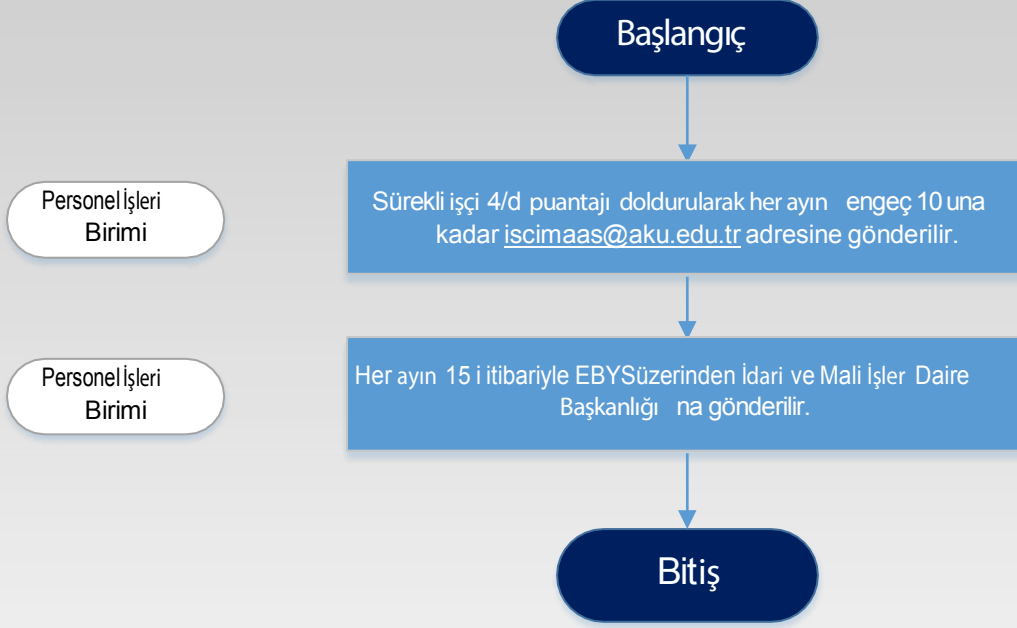 Başlangıç
Personel İşleri
Birimi
Sürekli işçi 4/d puantajı doldurularak her ayın engeç 10 una
kadar iscimaas@aku.edu.tr adresine gönderilir.
Personel İşleri
Birimi
Her ayın 15 i itibariyle EBYSüzerinden İdari ve Mali İşler Daire
Başkanlığı na gönderilir.
Bitiş